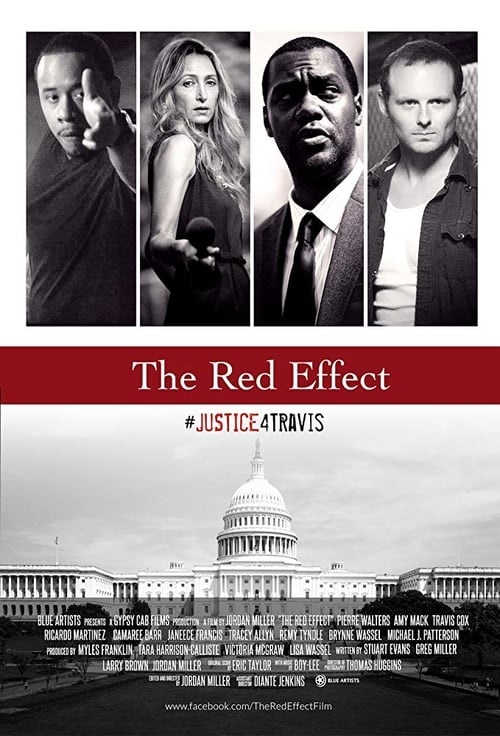 The Red Effect
#JUSTICE4TRAVIS
BLUE ARTISTS PRESENTS A GYPSY CAB FILMS PRODUCTION A FILM BY JORDAN MILLER "THE RED EFFECT" PIERRE WALTERS AMY MACK TRAVIS COX
RICARDO MARTINEZ CAMAREE BARR JANEECE FRANCIS TRACEY ALLYN REMY TYNDLE BRYNNE WASSEL MICHAEL J. PATTERSON
PRODUCED BY MYLES FRANKLIN, TARA HARRISON-CALLISTE VICTORIA MCGRAW LISA WASSEL WRITTEN BY STUART EVANS GREG MILLER
LARRY BROWN JORDAN MILLER ORIGINAL SCORE ERIC TAYLOR WITH MUSIC BY BOY-LEE DIRECTOR OF PHOTOGRAPHY THOMAS HUGGINS
EDITED AND DIRECTED BY JORDAN MILLER ASSISTANT DIRECTOR DIANTE JENKINS BLUE ARTISTS
www.facebook.com/TheRedEffectFilm